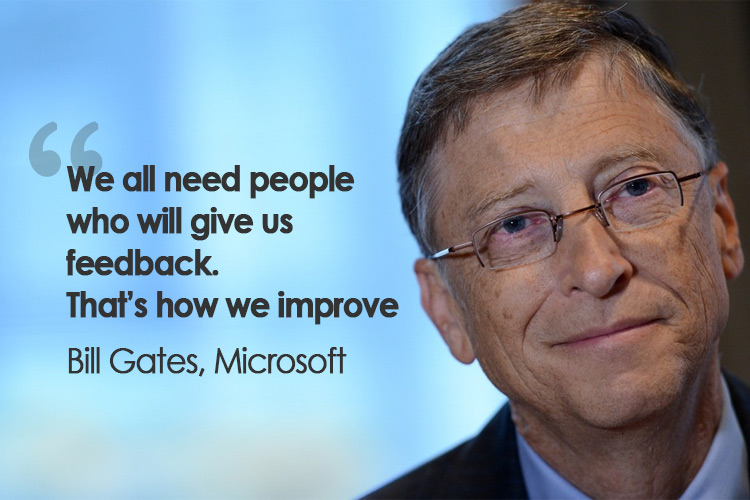 “
We all need people
who will give us
feedback.
That’s how we improve
Bill Gates, Microsoft